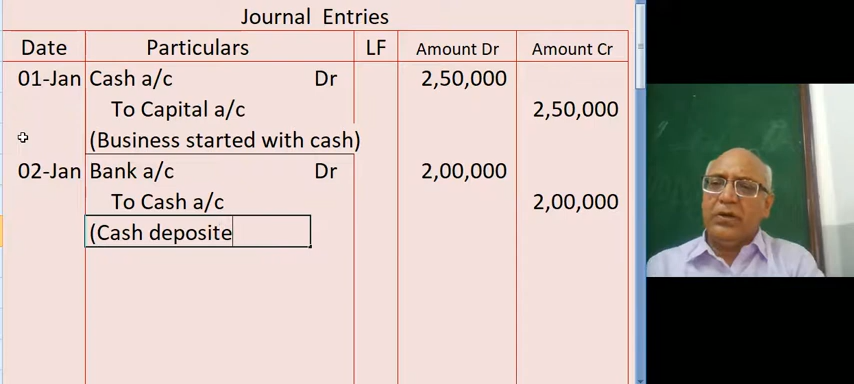 Journal Entries
Date Particulars LF Amount Dr Amount Cr
01-Jan Cash a/c Dr 2,50,000
To Capital a/c 2,50,000
(Business started with cash)
02-Jan Bank a/c Dr 2,00,000
To Cash a/c 2,00,000
(Cash deposite